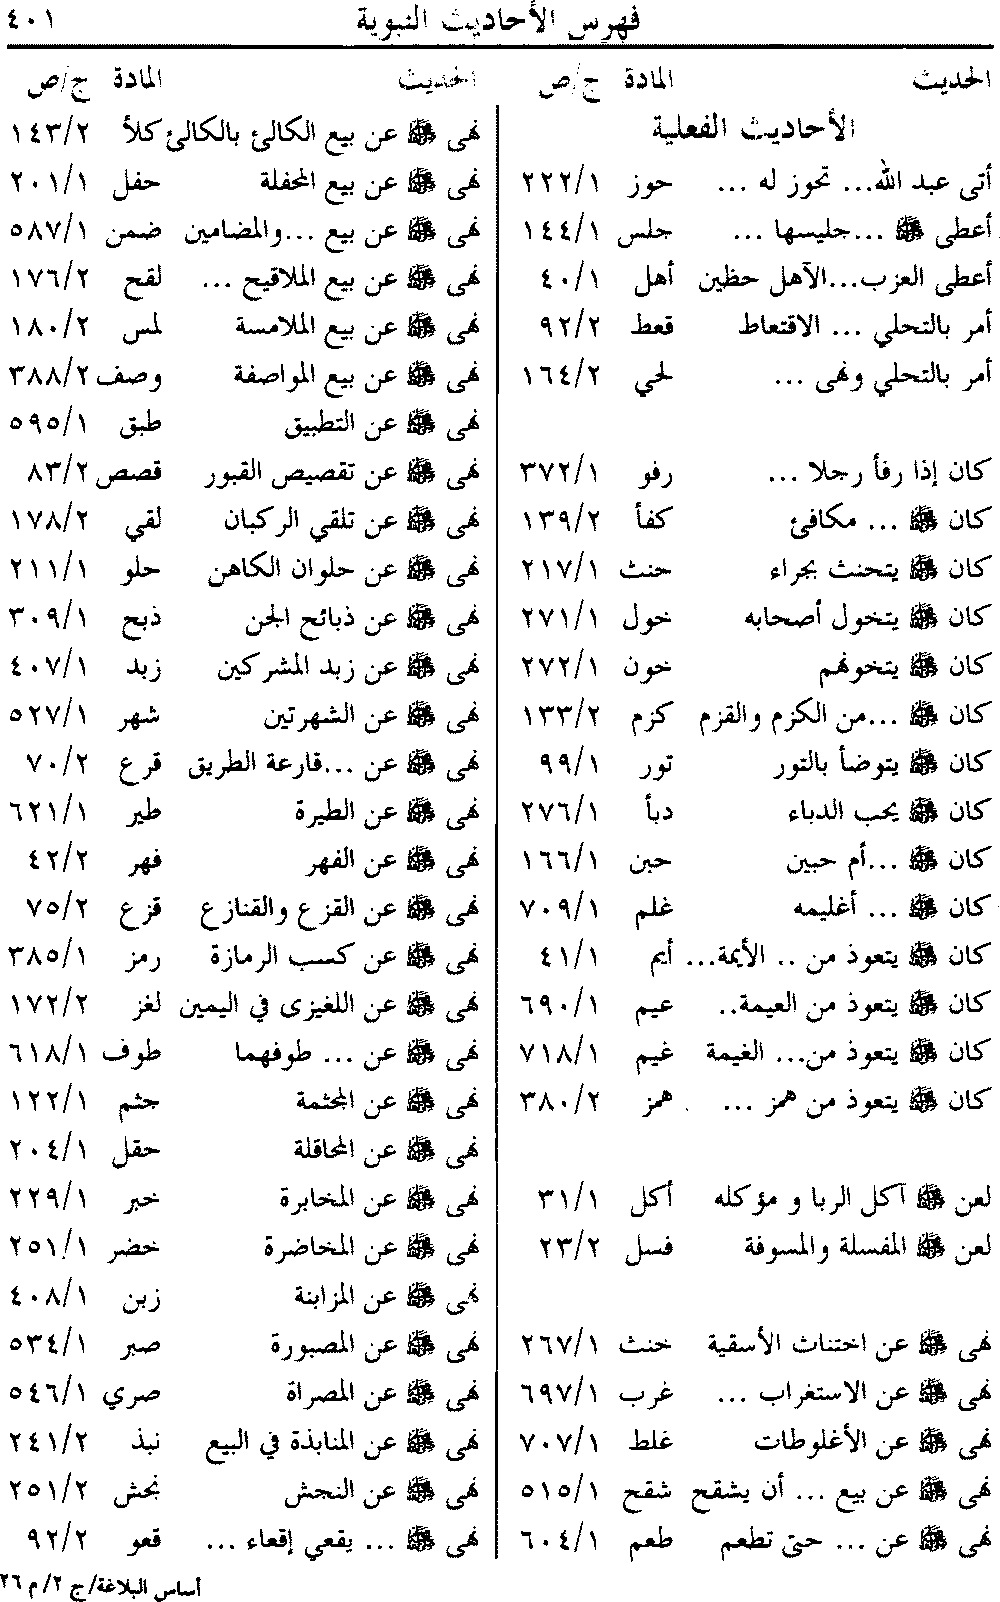 فهرس الأحاديث النبوية ٤٠١
الحديث المادة ج/ص
الأحاديث الفعلية
أتى عبد الله... تحوز له ... حوز ٢٢٢/١
أعطى ﷺ ...جليسها ... جلس ١٤٤/١
أعطى العزب...الآهل حظين أهل ٤٠/١
أمر بالتحلي ... الاقتعاط قعط ٩٢/٢
أمر بالتحلي ونهى ... لحي ١٦٤/٢
كان إذا رفأ رجلا ... رفو ٣٧٢/١
كان ﷺ ... مكافئ كفأ ١٣٩/٢
كان ﷺ يتحنث بحراء حنث ٢١٧/١
كان ﷺ يتخول أصحابه خول ٢٧١/١
كان ﷺ يتخونهم خون ٢٧٢/١
كان ﷺ ...من الكزم والقزم كزم ١٣٣/٢
كان ﷺ يتوضأ بالتور تور ٩٩/١
كان ﷺ يحب الدباء دبأ ٢٧٦/١
كان ﷺ ...أم حبين حبن ١٦٦/١
كان ﷺ ... أغليمه غلم ٧٠٩/١
كان ﷺ يتعوذ من .. الأيمة... أيم ٤١/١
كان ﷺ يتعوذ من العيمة.. عيم ٦٩٠/١
كان ﷺ يتعوذ من... الغيمة غيم ٧١٨/١
كان ﷺ يتعوذ من همز ... همز ٣٨٠/٢
لعن ﷺ آكل الربا و مؤكله أكل ٣١/١
لعن ﷺ المفسلة والمسوفة فسل ٢٣/٢
نهى ﷺ عن اختناث الأسقية خنث ٢٦٧/١
نهى ﷺ عن الاستغراب ... غرب ٦٩٧/١
نهى ﷺ عن الأغلوطات غلط ٧٠٧/١
نهى ﷺ عن بيع ... أن يشقح شقح ٥١٥/١
نهى ﷺ عن ... حتى تطعم طعم ٦٠٤/١
الحديث المادة ج/ص
نهى ﷺ عن بيع الكالئ بالكالئ كلأ ١٤٣/٢
نهى ﷺ عن بيع المحفلة حفل ٢٠١/١
نهى ﷺ عن بيع ...والمضامين ضمن ٥٨٧/١
نهى ﷺ عن بيع الملاقيح ... لقح ١٧٦/٢
نهى ﷺ عن بيع الملامسة لمس ١٨٠/٢
نهى ﷺ عن بيع المواصفة وصف ٣٨٨/٢
نهى ﷺ عن التطبيق طبق ٥٩٥/١
نهى ﷺ عن تقصيص القبور قصص ٨٣/٢
نهى ﷺ عن تلقي الركبان لقي ١٧٨/٢
نهى ﷺ عن حلوان الكاهن حلو ٢١١/١
نهى ﷺ عن ذبائح الجن ذبح ٣٠٩/١
نهى ﷺ عن زبد المشركين زبد ٤٠٧/١
نهى ﷺ عن الشهرتين شهر ٥٢٧/١
نهى ﷺ عن ...قارعة الطريق قرع ٧٠/٢
نهى ﷺ عن الطيرة طير ٦٢١/١
نهى ﷺ عن الفهر فهر ٤٢/٢
نهى ﷺ عن القزع والقنازع قزع ٧٥/٢
نهى ﷺ عن كسب الرمازة رمز ٣٨٥/١
نهى ﷺ عن اللغيزى في اليمين لغز ١٧٢/٢
نهى ﷺ عن ... طوفهما طوف ٦١٨/١
نهى ﷺ عن المجثمة جثم ١٢٢/١
نهى ﷺ عن المحاقلة حقل ٢٠٤/١
نهى ﷺ عن المخابرة خبر ٢٢٩/١
نهى ﷺ عن المخاضرة خضر ٢٥١/١
نهى ﷺ عن المزابنة زبن ٤٠٨/١
نهى ﷺ عن المصبورة صبر ٥٣٤/١
نهى ﷺ عن المصراة صري ٥٤٦/١
نهى ﷺ عن المنابذة في البيع نبذ ٢٤١/٢
نهى ﷺ عن النجش نجش ٢٥١/٢
نهى ﷺ ... يقعي إقعاء ... قعو ٩٢/٢
أساس البلاغة/ج ٢/م ٢٦